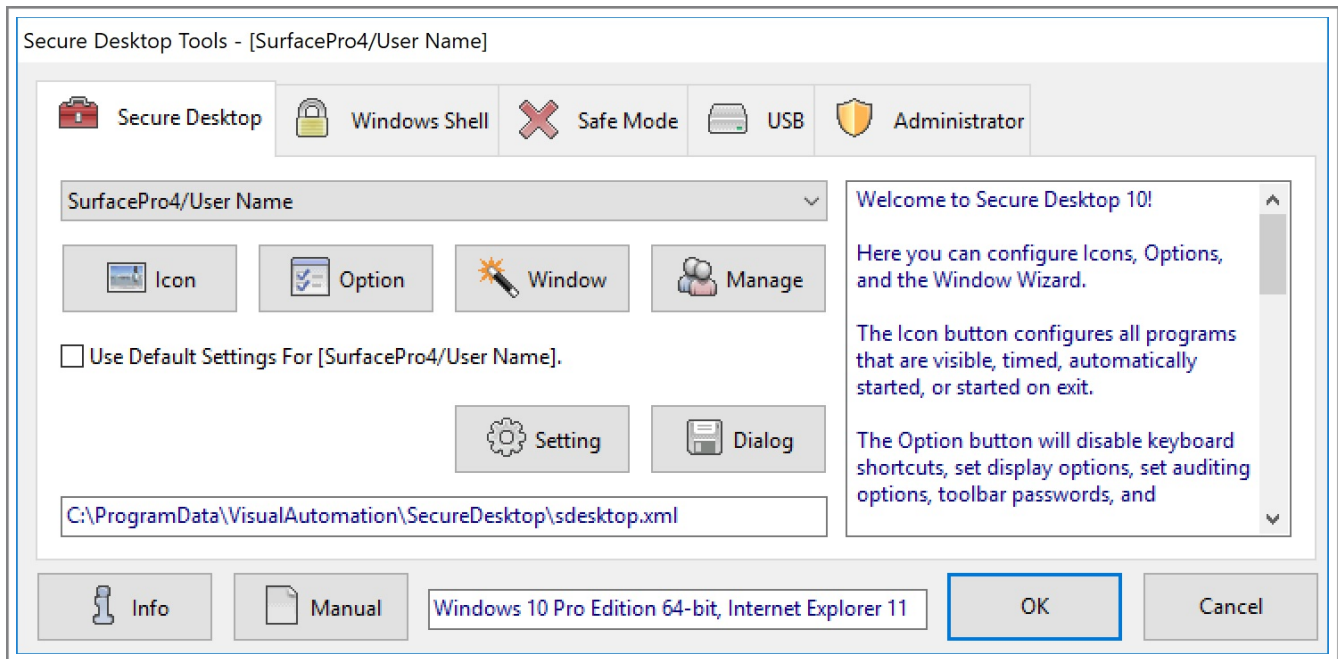 Secure Desktop Tools - [SurfacePro4/User Name]
Secure Desktop
Windows Shell
Safe Mode
USB
Administrator
SurfacePro4/User Name
Icon
Option
Window
Manage
Use Default Settings For [SurfacePro4/User Name].
Setting
Dialog
C:\ProgramData\VisualAutomation\SecureDesktop\sdesktop.xml
Welcome to Secure Desktop 10!
Here you can configure Icons, Options,
and the Window Wizard.
The Icon button configures all programs
that are visible, timed, automatically
started, or started on exit.
The Option button will disable keyboard
shortcuts, set display options, set auditing
options, toolbar passwords, and
Info
Manual
Windows 10 Pro Edition 64-bit, Internet Explorer 11
OK
Cancel